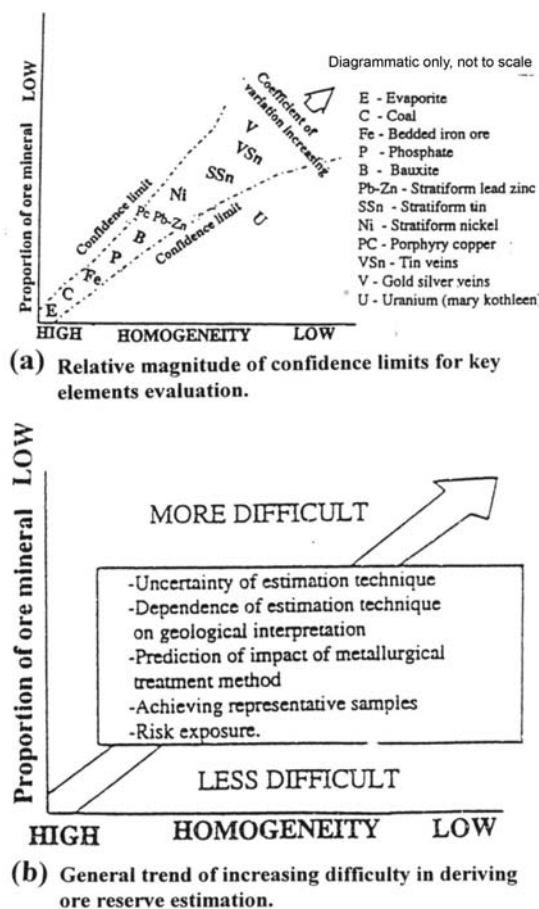 Diagrammatic only, not to scale
Proportion of ore mineral LOW
Coefficient of
variation increasing
Confidence limit
Confidence limit
V
VSn
SSn
Ni
Pc Pb-Zn
B
U
P
Fe
C
E
E - Evaporite
C - Coal
Fe - Bedded iron ore
P - Phosphate
B - Bauxite
Pb-Zn - Stratiform lead zinc
SSn - Stratiform tin
Ni - Stratiform nickel
PC - Porphyry copper
VSn - Tin veins
V - Gold silver veins
U - Uranium (mary kothleen)
HIGH HOMOGENEITY LOW
(a) Relative magnitude of confidence limits for key
elements evaluation.
Proportion of ore mineral LOW
MORE DIFFICULT
-Uncertainty of estimation technique
-Dependence of estimation technique
on geological interpretation
-Prediction of impact of metallurgical
treatment method
-Achieving representative samples
-Risk exposure.
LESS DIFFICULT
HIGH HOMOGENEITY LOW
(b) General trend of increasing difficulty in deriving
ore reserve estimation.